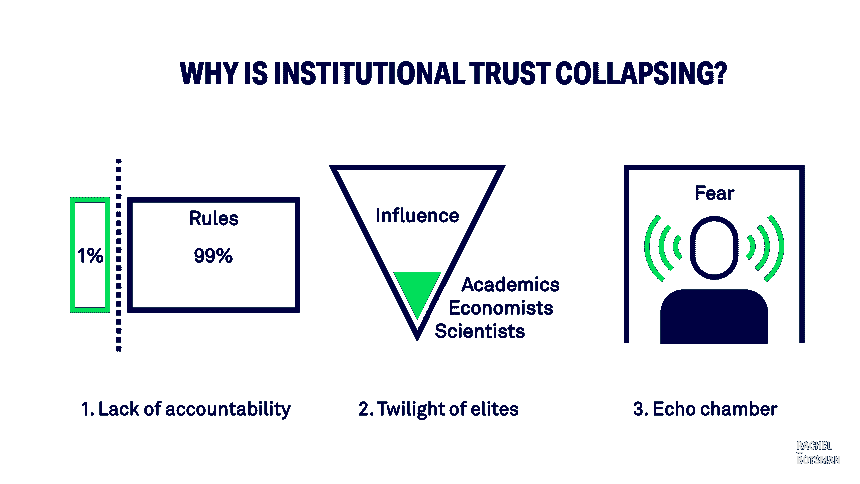 WHY IS INSTITUTIONAL TRUST COLLAPSING?
1%
Rules
99%
Influence
Academics
Economists
Scientists
Fear
1. Lack of accountability
2. Twilight of elites
3. Echo chamber